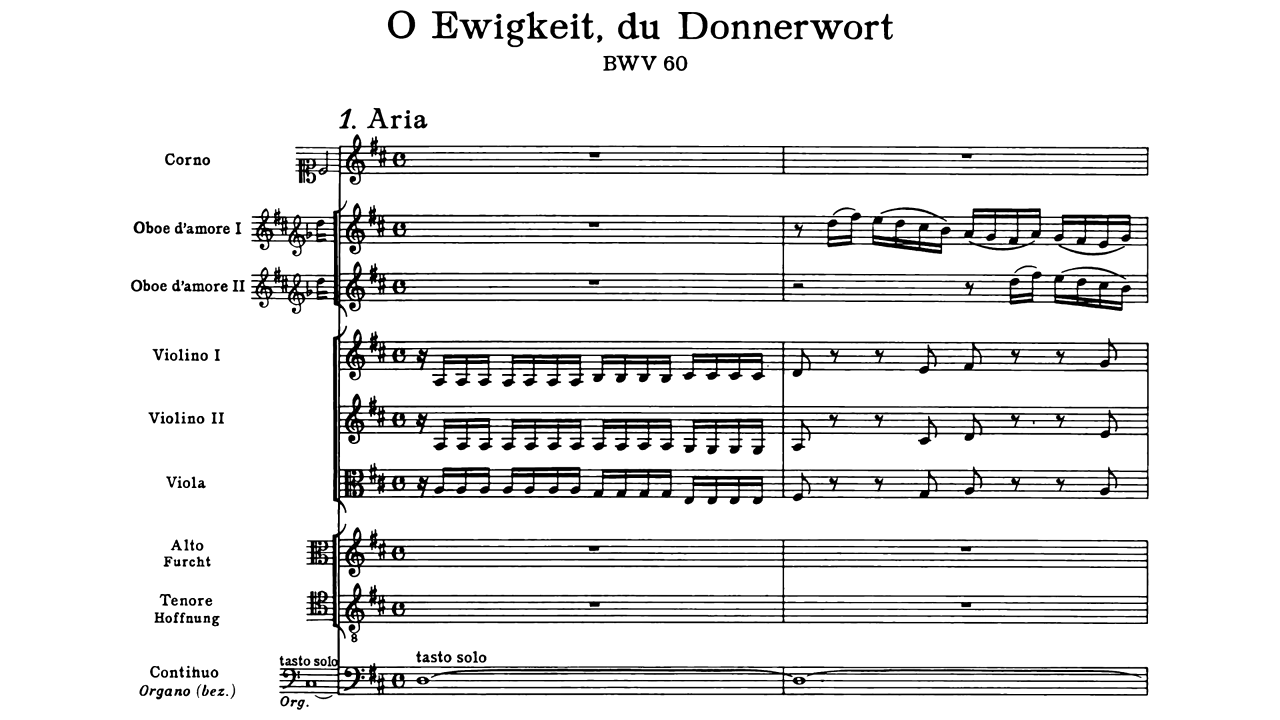 O Ewigkeit, du Donnerwort
BWV 60
1. Aria
Corno
Oboe d'amore I
Oboe d'amore II
Violino I
Violino II
Viola
Alto
Furcht
Tenore
Hoffnung
8
tasto solo
tasto solo
Continuo
Organo (bez.)
Org.